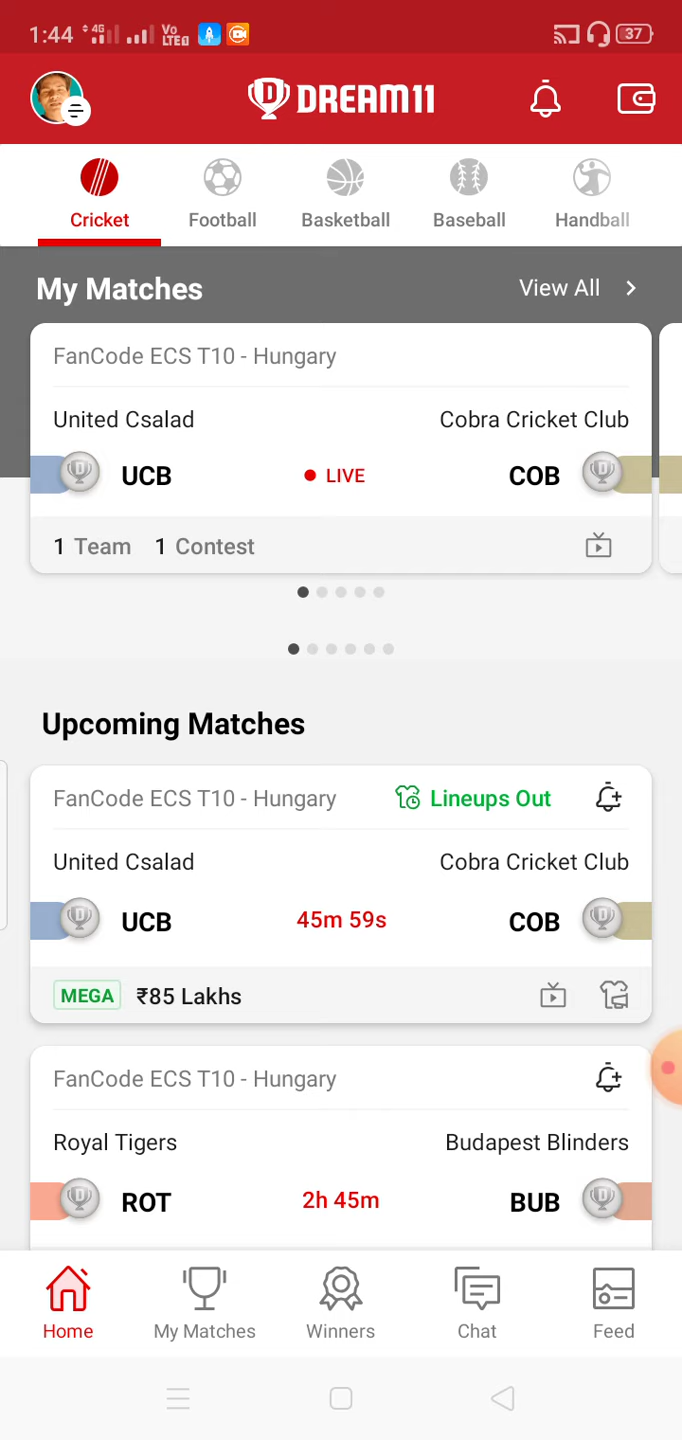 1:44 4G Vo LTE 37
DREAM11
Cricket Football Basketball Baseball Handball
My Matches View All
FanCode ECS T10 - Hungary
United Csalad Cobra Cricket Club
UCB LIVE COB
1 Team 1 Contest
Upcoming Matches
FanCode ECS T10 - Hungary Lineups Out
United Csalad Cobra Cricket Club
UCB 45m 59s COB
MEGA ₹85 Lakhs
FanCode ECS T10 - Hungary
Royal Tigers Budapest Blinders
ROT 2h 45m BUB
Home My Matches Winners Chat Feed